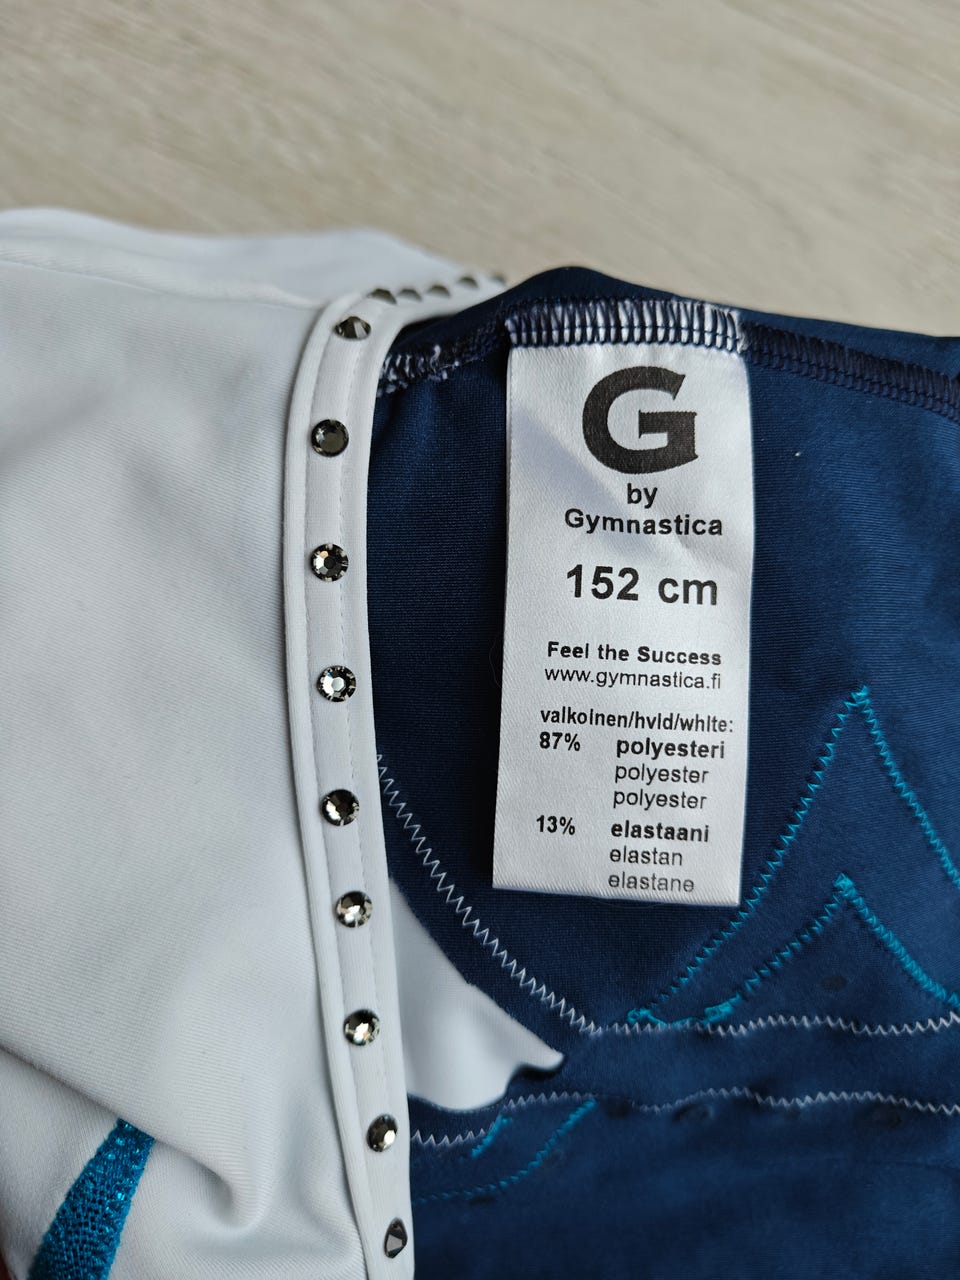 G
by
Gymnastica
152 cm
Feel the Success
www.gymnastica.fi
valkoinen/hvid/white:
87% polyesteri
polyester
polyester
13% elastaani
elastan
elastane